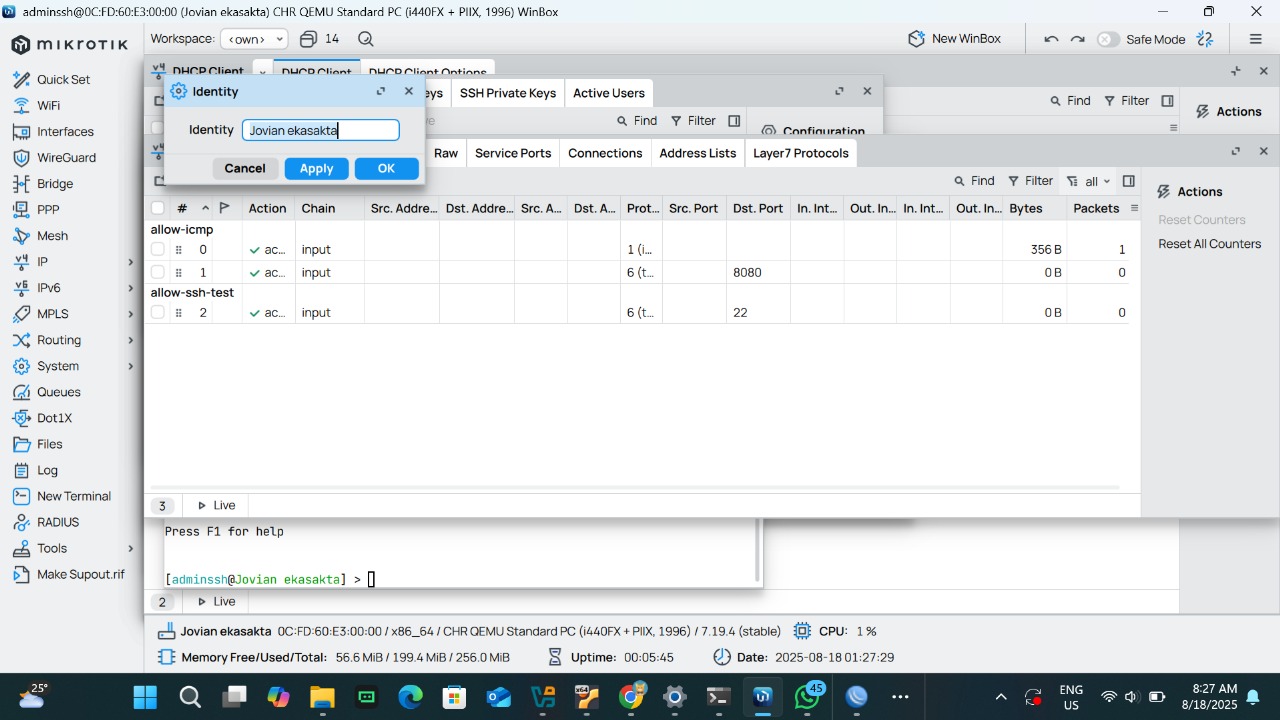 adminssh@0C:FD:60:E3:00:00 (Jovian ekasakta) CHR QEMU Standard PC (i440FX + PIIX, 1996) WinBox
MikroTik
Workspace: <own> 14 New WinBox Safe Mode
Quick Set
WiFi
Interfaces
WireGuard
Bridge
PPP
Mesh
IP
IPv6
MPLS
Routing
System
Queues
Dot1X
Files
Log
New Terminal
RADIUS
Tools
Make Supout.rif
DHCP Client DHCP Client DHCP Client Options
Find Filter Actions
eys SSH Private Keys Active Users
Find Filter Configuration
Identity
Identity Jovian ekasakta
Cancel Apply OK
Raw Service Ports Connections Address Lists Layer7 Protocols
Find Filter all
# Action Chain Src. Addre... Dst. Addre... Src. A... Dst. A... Prot... Src. Port Dst. Port In. Int... Out. In... In. Int... Out. In... Bytes Packets
allow-icmp
0 ac... input 1 (i... 356 B 1
1 ac... input 6 (t... 8080 0 B 0
allow-ssh-test
2 ac... input 6 (t... 22 0 B 0
3 Live
Actions
Reset Counters
Reset All Counters
Press F1 for help
[adminssh@Jovian ekasakta] >
2 Live
Jovian ekasakta 0C:FD:60:E3:00:00 / x86_64 / CHR QEMU Standard PC (i440FX + PIIX, 1996) / 7.19.4 (stable) CPU: 1 %
Memory Free/Used/Total: 56.6 MiB / 199.4 MiB / 256.0 MiB Uptime: 00:05:45 Date: 2025-08-18 01:27:29
25°
x64
45
ENG
US
8:27 AM
8/18/2025